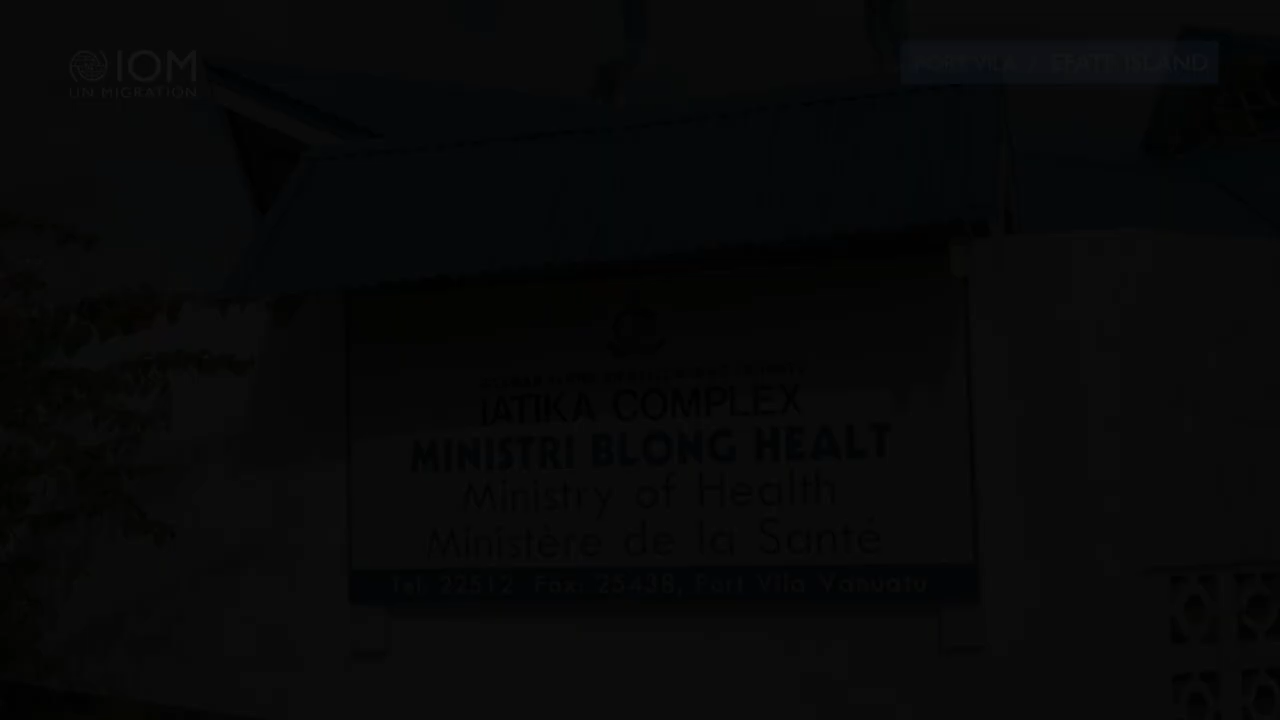 IOM
UN MIGRATION
PORT VILA / EFATE ISLAND
IATIKA COMPLEX
MINISTRI BLONG HEALT
Ministry of Health
Ministère de la Santé
Tel: 22512 Fax: 25438, Port Vila Vanuatu